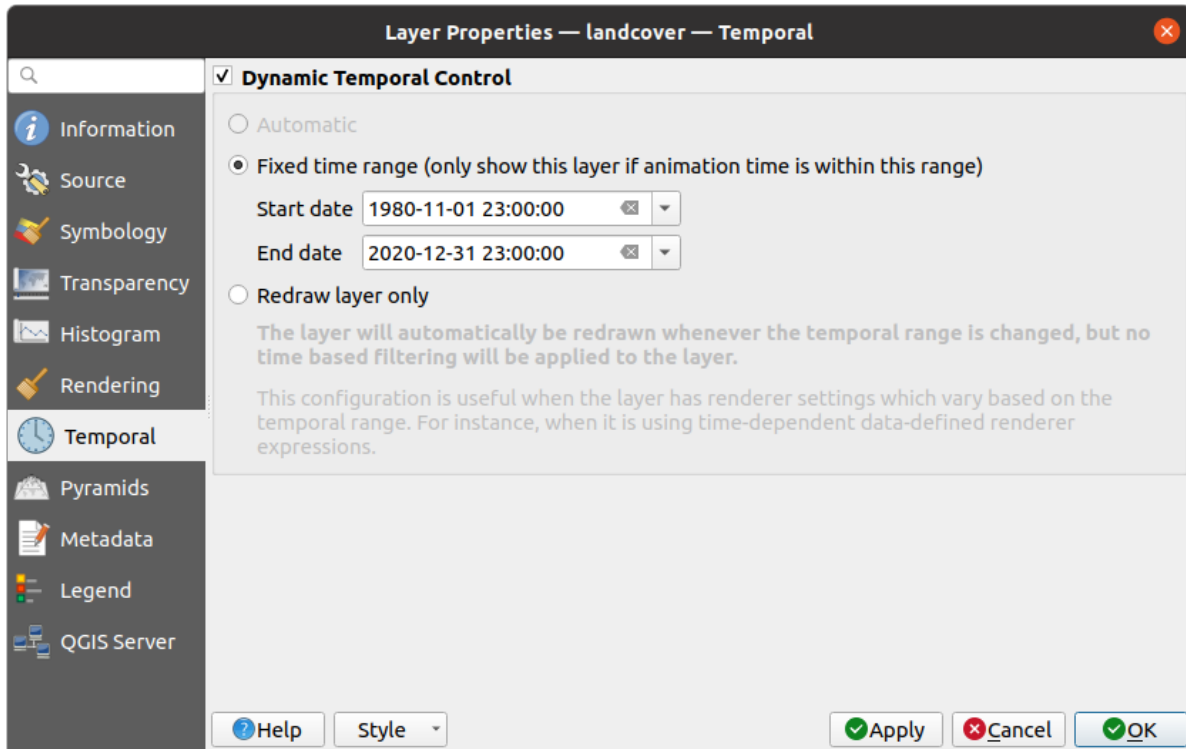 Layer Properties — landcover — Temporal
Information
Source
Symbology
Transparency
Histogram
Rendering
Temporal
Pyramids
Metadata
Legend
QGIS Server
Dynamic Temporal Control
Automatic
Fixed time range (only show this layer if animation time is within this range)
Start date 1980-11-01 23:00:00
End date 2020-12-31 23:00:00
Redraw layer only
The layer will automatically be redrawn whenever the temporal range is changed, but no
time based filtering will be applied to the layer.
This configuration is useful when the layer has renderer settings which vary based on the
temporal range. For instance, when it is using time-dependent data-defined renderer
expressions.
Help Style Apply Cancel OK